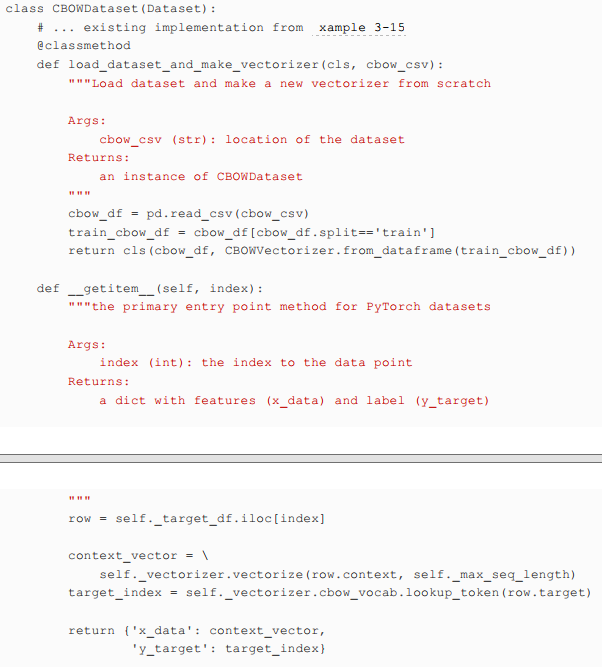 class CBOWDataset(Dataset):
    # ... existing implementation from  xample 3-15
    @classmethod
    def load_dataset_and_make_vectorizer(cls, cbow_csv):
        """Load dataset and make a new vectorizer from scratch

        Args:
            cbow_csv (str): location of the dataset
        Returns:
            an instance of CBOWDataset
        """
        cbow_df = pd.read_csv(cbow_csv)
        train_cbow_df = cbow_df[cbow_df.split=='train']
        return cls(cbow_df, CBOWVectorizer.from_dataframe(train_cbow_df))

    def __getitem__(self, index):
        """the primary entry point method for PyTorch datasets

        Args:
            index (int): the index to the data point
        Returns:
            a dict with features (x_data) and label (y_target)
        """
        row = self._target_df.iloc[index]

        context_vector = \
            self._vectorizer.vectorize(row.context, self._max_seq_length)
        target_index = self._vectorizer.cbow_vocab.lookup_token(row.target)

        return {'x_data': context_vector,
                'y_target': target_index}